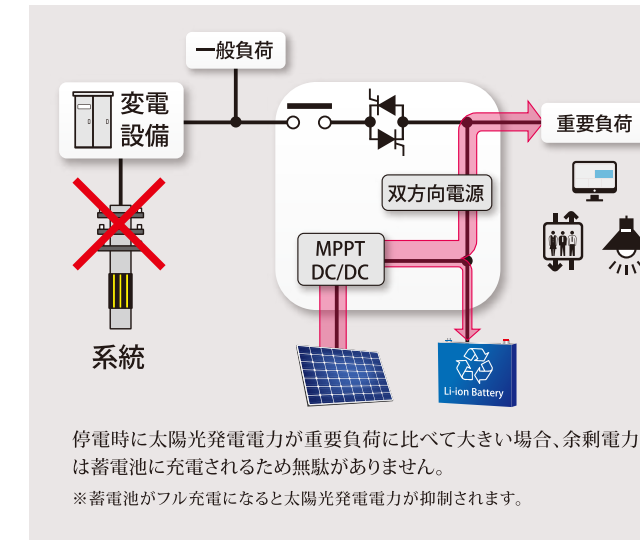 一般負荷
変電
設備
重要負荷
双方向電源
MPPT
DC/DC
系統
Li-ion Battery
停電時に太陽光発電電力が重要負荷に比べて大きい場合、余剰電力
は蓄電池に充電されるため無駄がありません。
※蓄電池がフル充電になると太陽光発電電力が抑制されます。